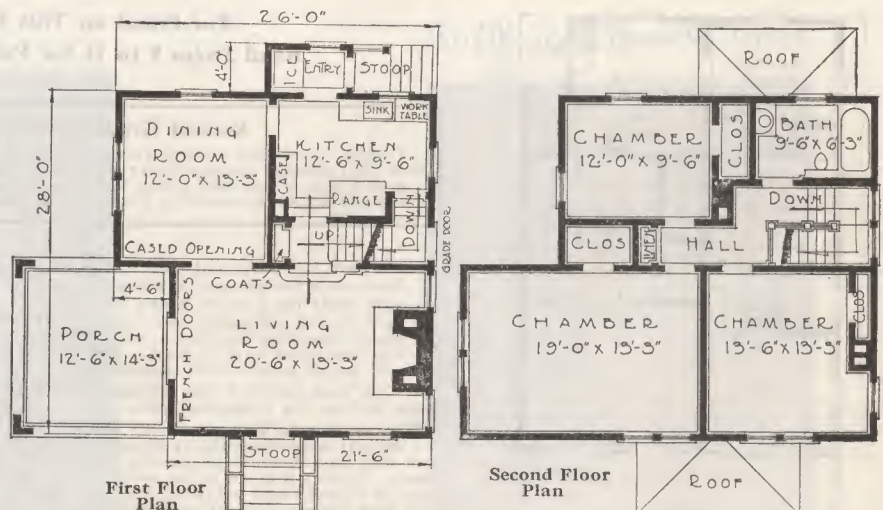 26'-0"
4'-0"
ICE
ENTRY
STOOP
28'-0"
DINING
ROOM
12'-0" X 13'-3"
CASED OPENING
KITCHEN
12'-6" X 9'-6"
SINK
WORK
TABLE
CASE
RANGE
UP
DOWN
GRADE DOOR
COATS
4'-6"
PORCH
12'-6" X 14'-3"
FRENCH DOORS
LIVING
ROOM
20'-6" X 13'-3"
STOOP
21'-6"
First Floor
Plan
ROOF
CHAMBER
12'-0" X 9'-6"
CLOS
BATH
9'-6" X 6'-3"
DOWN
CLOS
LINEN
HALL
CHAMBER
19'-0" X 13'-3"
CHAMBER
13'-6" X 13'-3"
CLOS
Second Floor
Plan
ROOF